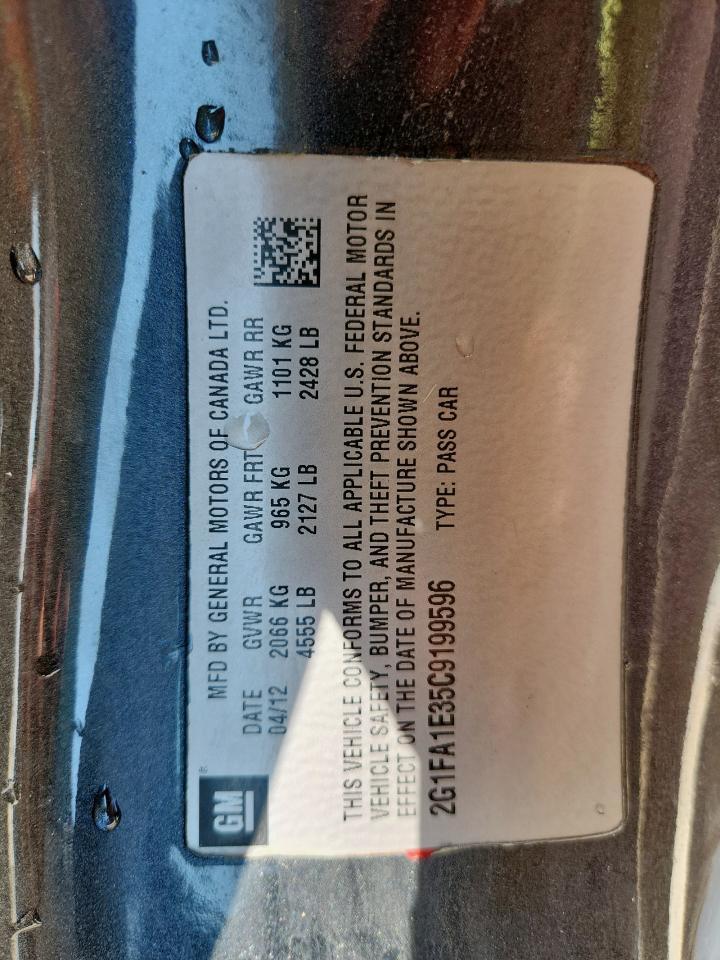 GM®
MFD BY GENERAL MOTORS OF CANADA LTD.
DATE GVWR GAWR FRT GAWR RR
04/12 2066 KG 965 KG 1101 KG
4555 LB 2127 LB 2428 LB
THIS VEHICLE CONFORMS TO ALL APPLICABLE U.S. FEDERAL MOTOR
VEHICLE SAFETY, BUMPER, AND THEFT PREVENTION STANDARDS IN
EFFECT ON THE DATE OF MANUFACTURE SHOWN ABOVE.
2G1FA1E35C9199596 TYPE: PASS CAR